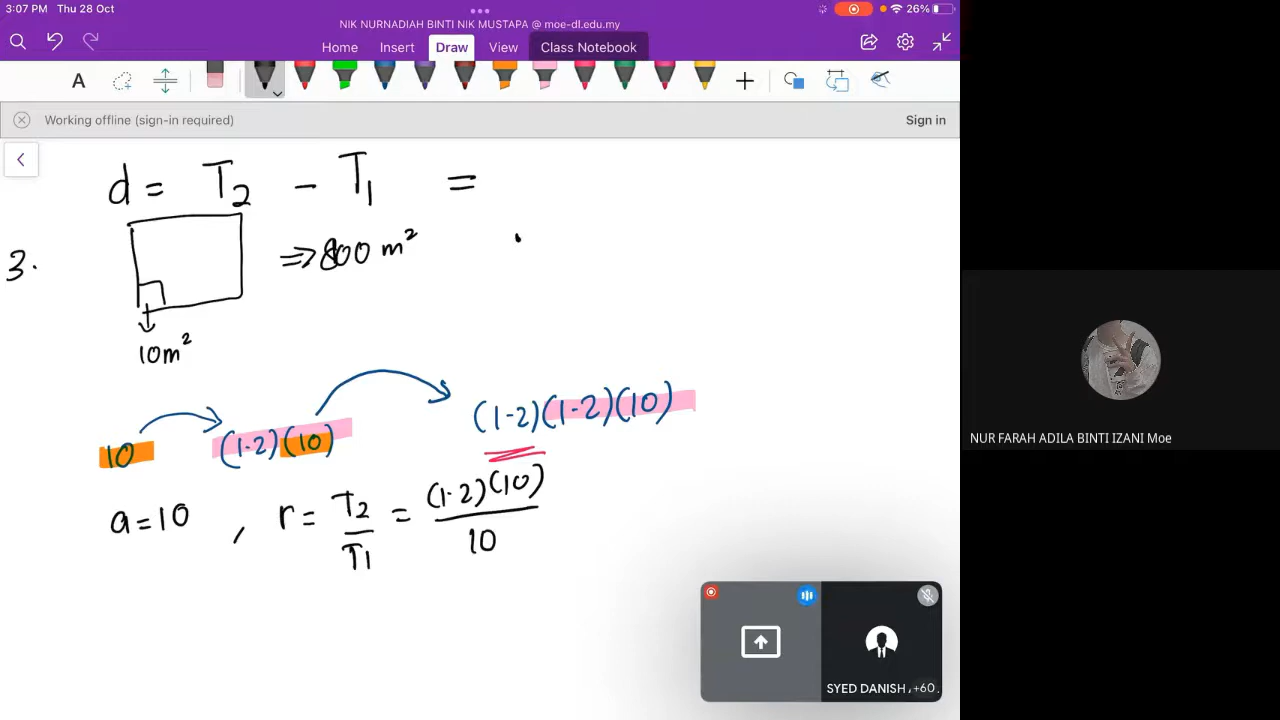 3:07 PM Thu 28 Oct
26%
NIK NURNADIAH BINTI NIK MUSTAPA @ moe-dl.edu.my
Home Insert Draw View Class Notebook
A
Working offline (sign-in required) Sign in
d = T₂ - T₁ =
3. ⇒ 800 m²
10m²
10 (1·2)(10) (1·2)(1·2)(10)
a = 10 , r = T₂/T₁ = (1·2)(10)/10
NUR FARAH ADILA BINTI IZANI Moe
SYED DANISH , +60